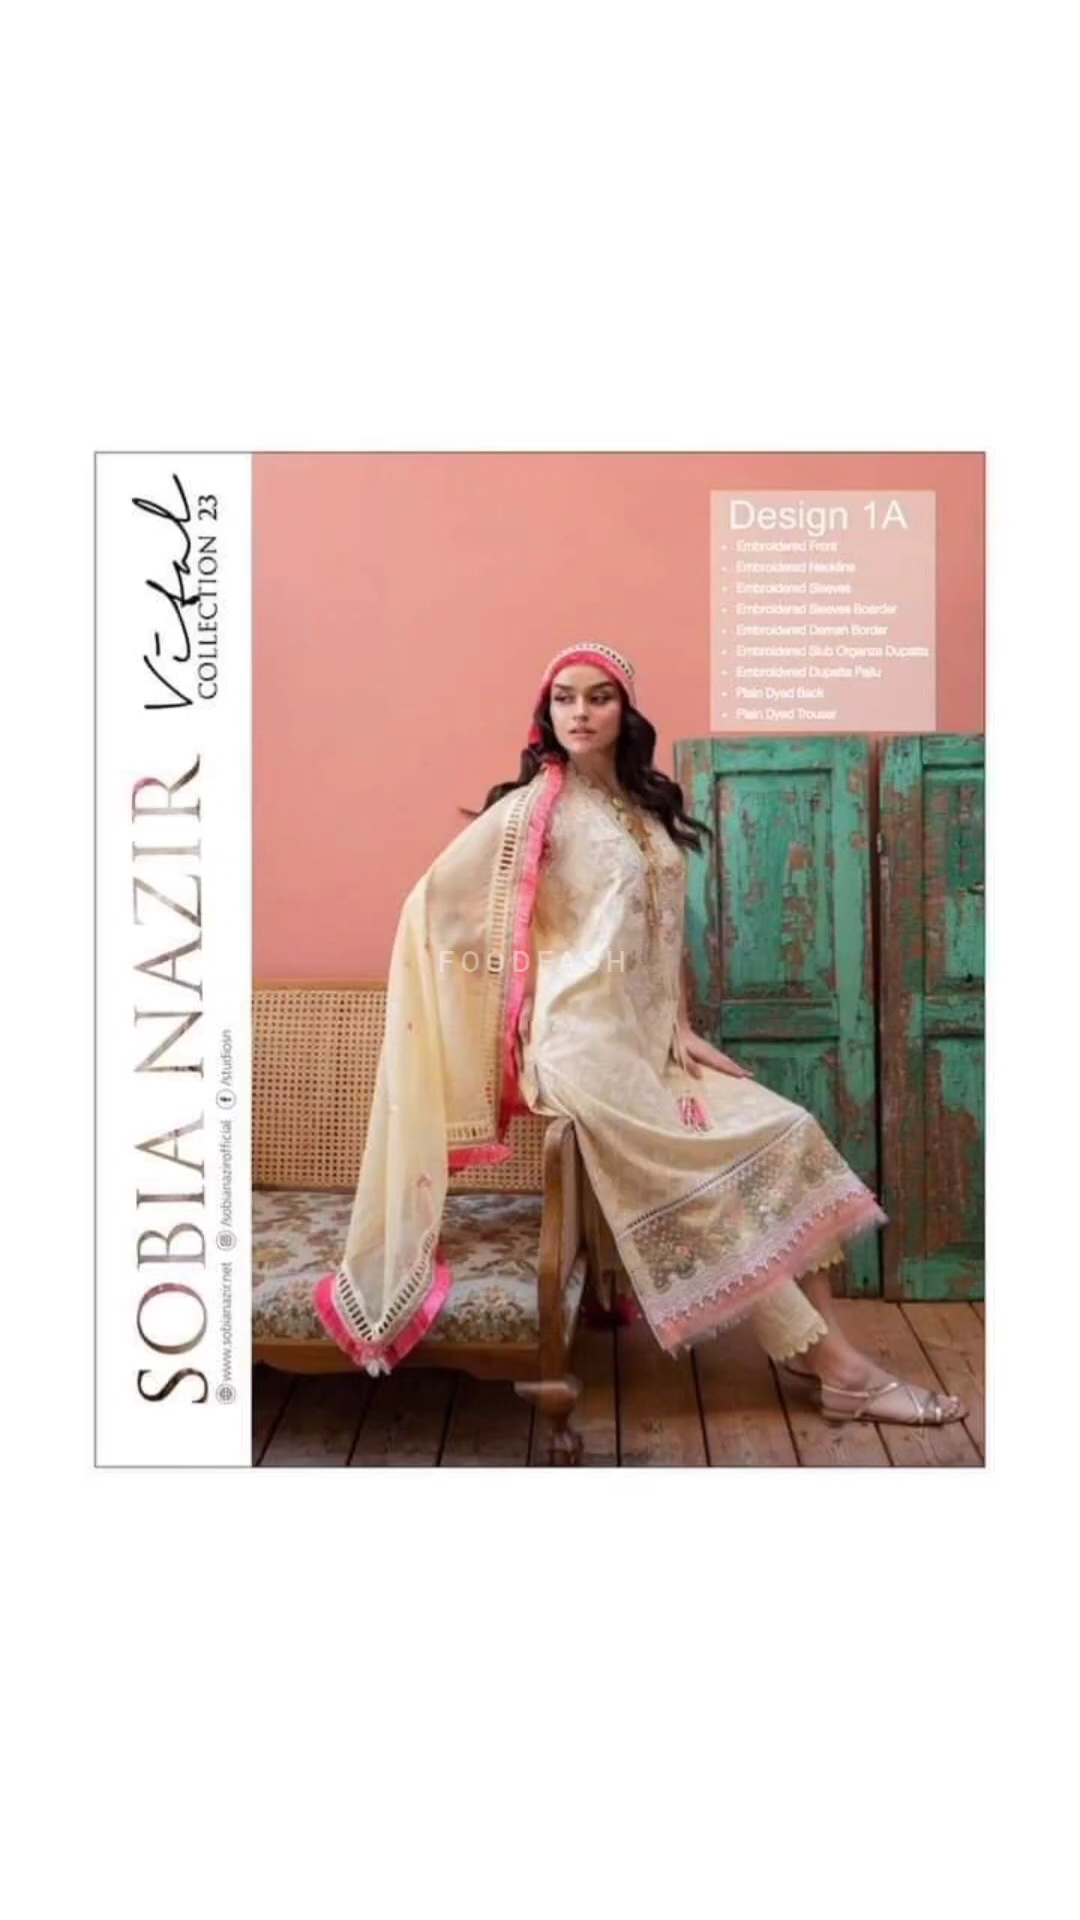 Vital
COLLECTION 23
SOBIA NAZIR
www.sobianazir.net /sobianazirofficial f /studiosn
Design 1A
• Embroidered Front
• Embroidered Neckline
• Embroidered Sleeves
• Embroidered Sleeves Boarder
• Embroidered Daman Border
• Embroidered Slub Organza Dupatta
• Embroidered Dupatta Pallu
• Plain Dyed Back
• Plain Dyed Trouser
FOODFASH